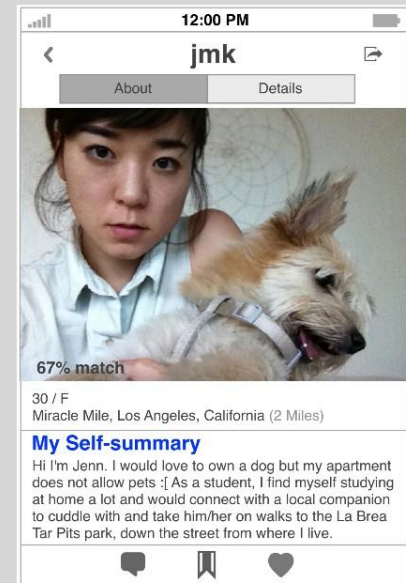 12:00 PM
jmk
About Details
67% match
30 / F
Miracle Mile, Los Angeles, California (2 Miles)
My Self-summary
Hi I'm Jenn. I would love to own a dog but my apartment
does not allow pets :[ As a student, I find myself studying
at home a lot and would connect with a local companion
to cuddle with and take him/her on walks to the La Brea
Tar Pits park, down the street from where I live.